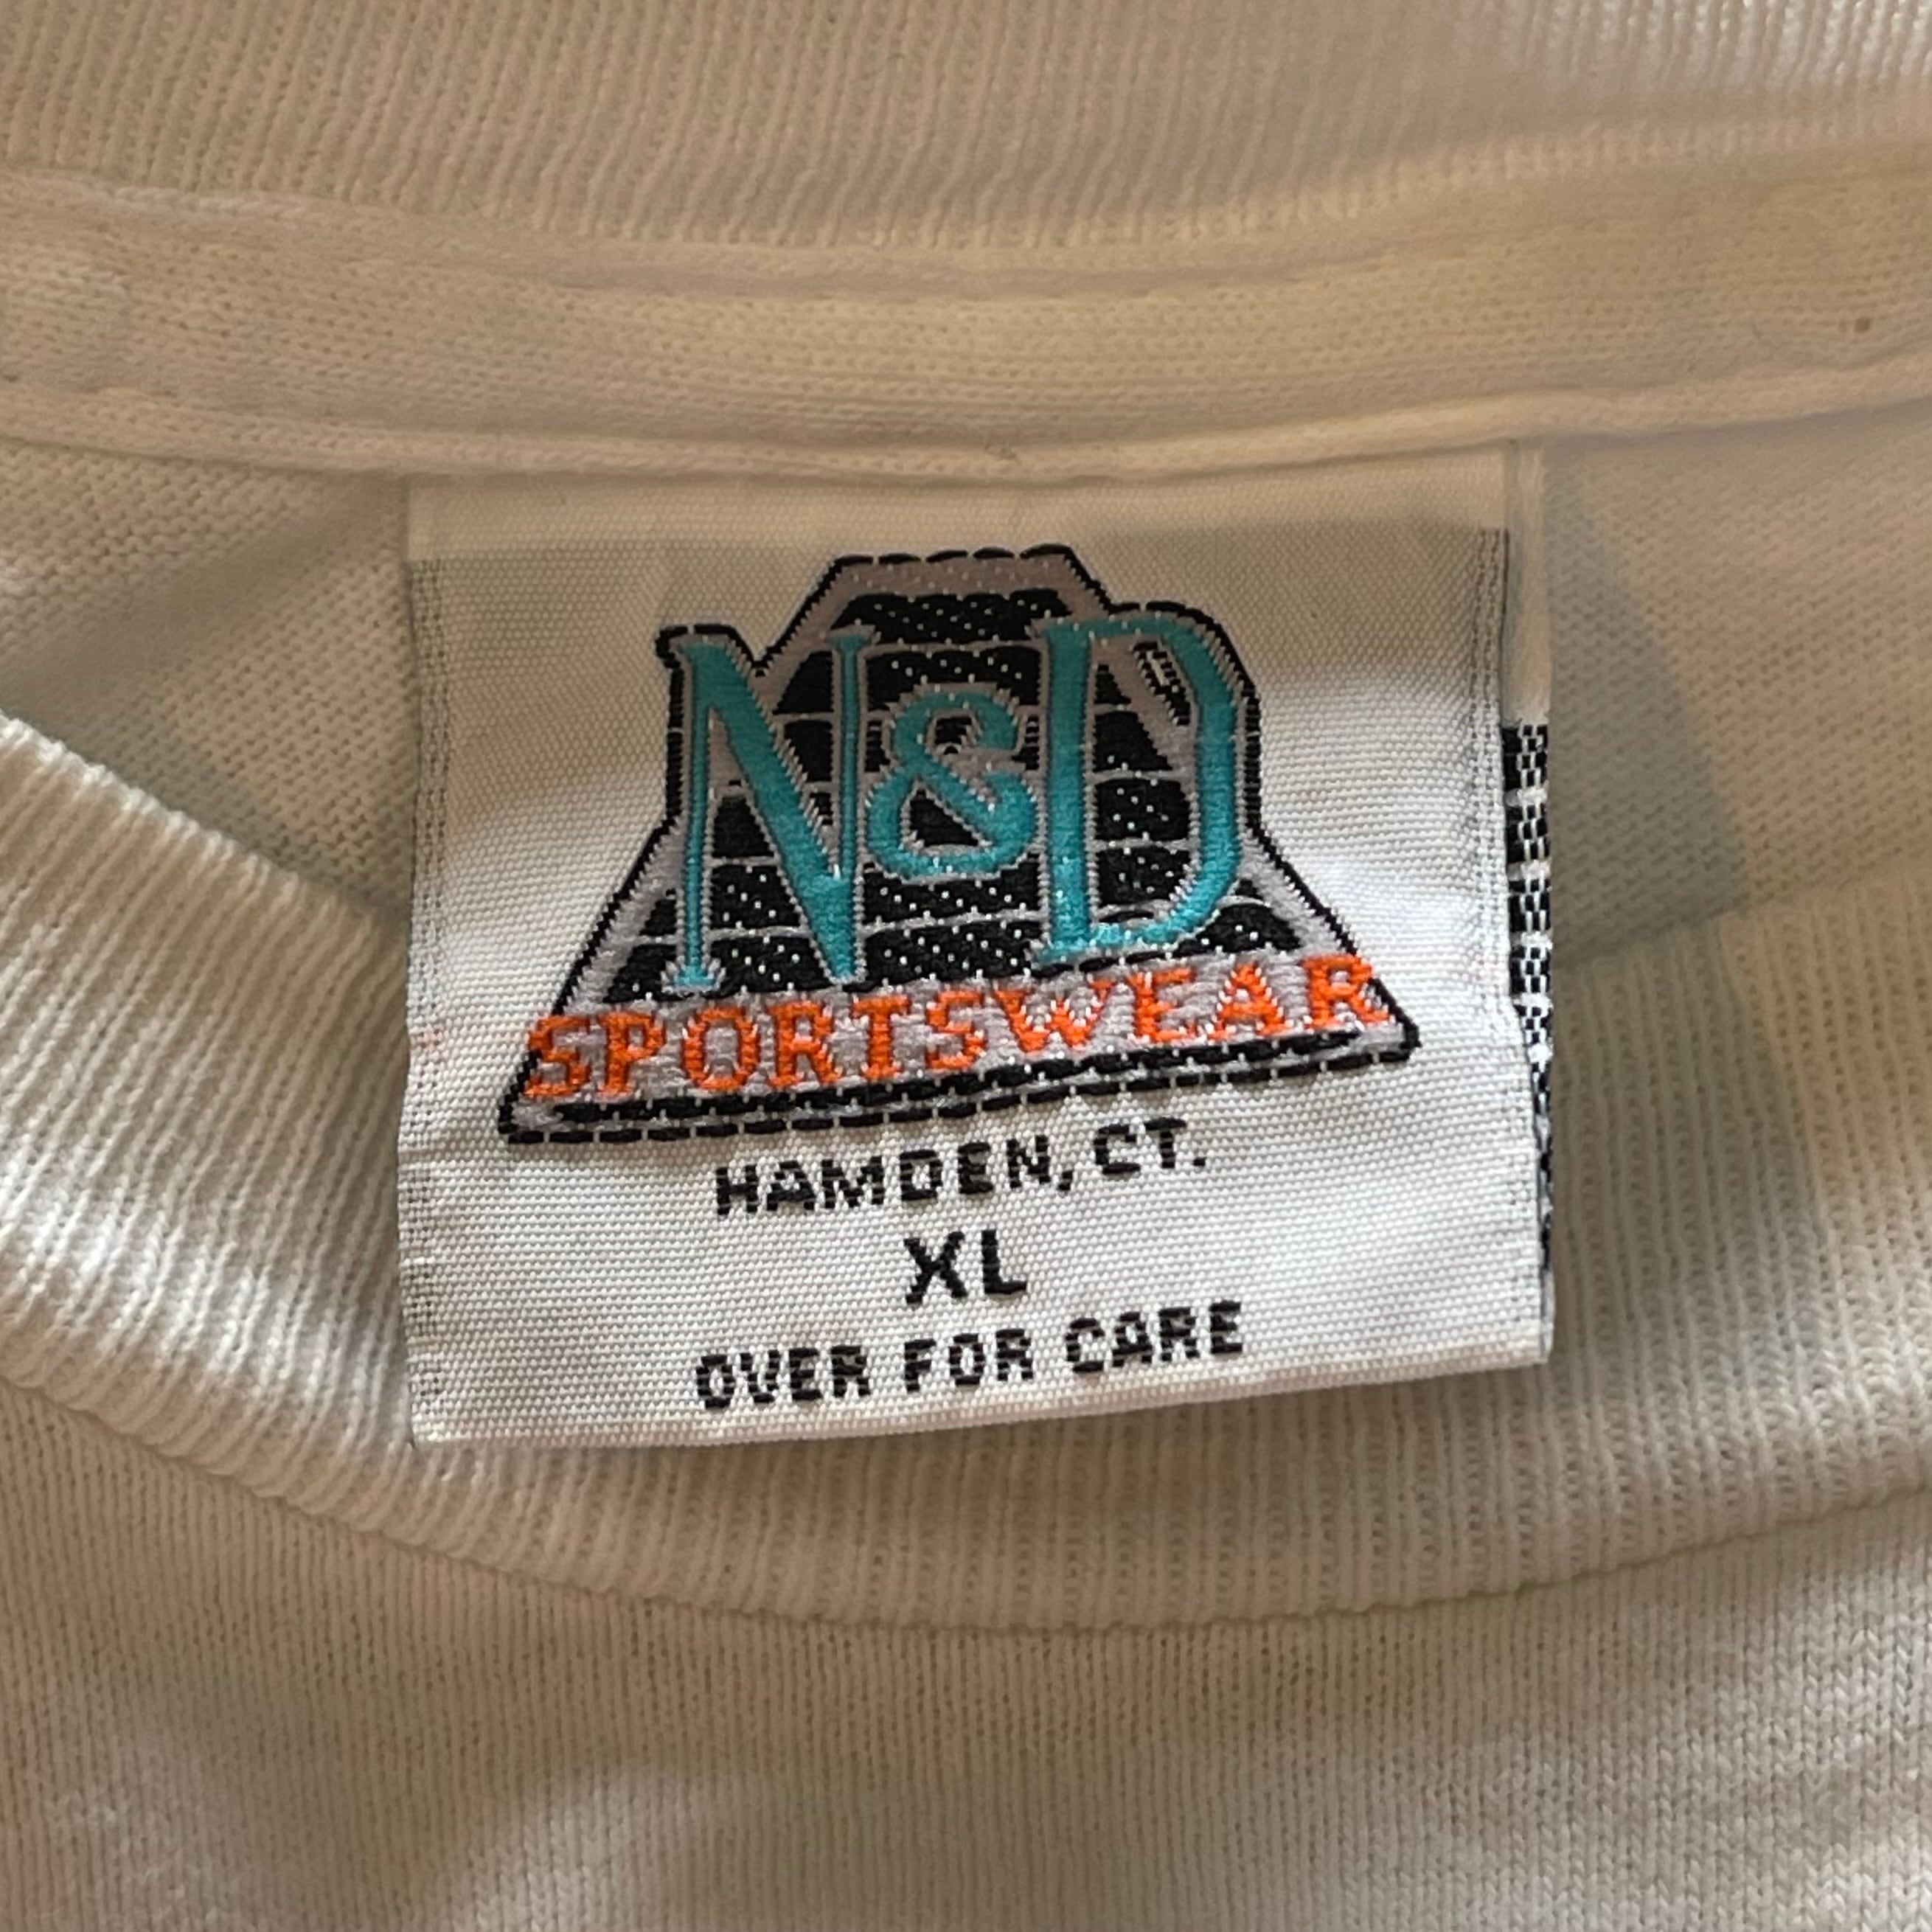 N&D
SPORTSWEAR
HAMDEN, CT.
XL
OVER FOR CARE